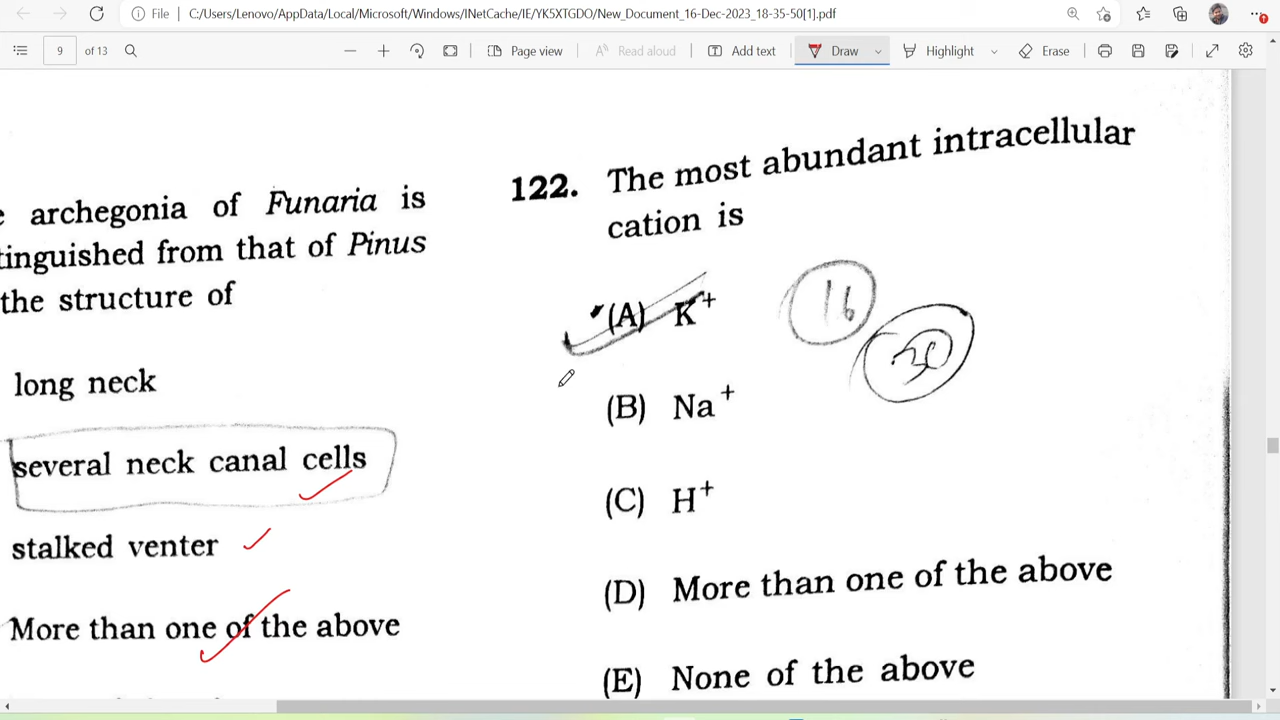 File
C:/Users/Lenovo/AppData/Local/Microsoft/Windows/INetCache/IE/YK5XTGDO/New_Document_16-Dec-2023_18-35-50[1].pdf
9 of 13
Page view
Read aloud
Add text
Draw
Highlight
Erase
archegonia of Funaria is
tinguished from that of Pinus
the structure of
long neck
several neck canal cells
stalked venter
More than one of the above
122. The most abundant intracellular
cation is
(A) K+
16
30
(B) Na+
(C) H+
(D) More than one of the above
(E) None of the above